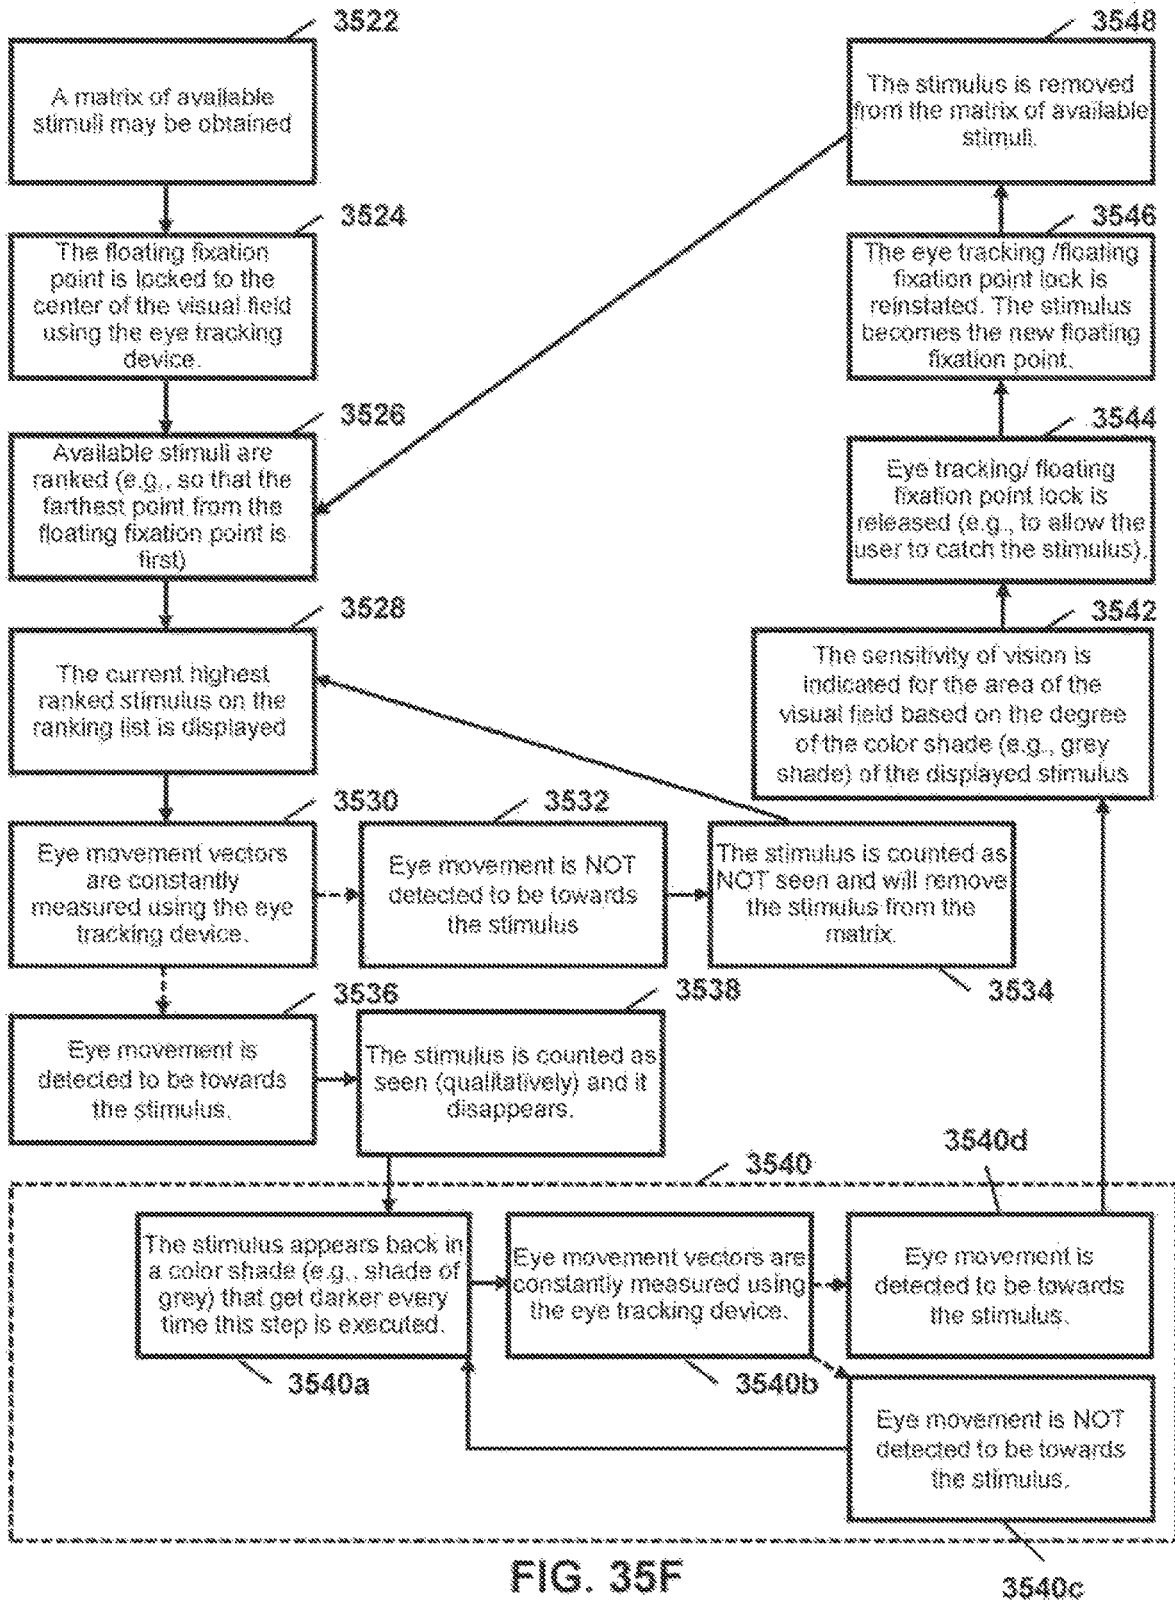 3522
A matrix of available
stimuli may be obtained
3524
The floating fixation
point is locked to the
center of the visual field
using the eye tracking
device.
3526
Available stimuli are
ranked (e.g., so that the
farthest point from the
floating fixation point is
first)
3528
The current highest
ranked stimulus on the
ranking list is displayed
3530
Eye movement vectors
are constantly
measured using the eye
tracking device.
3532
Eye movement is NOT
detected to be towards
the stimulus
3534
The stimulus is counted as
NOT seen and will remove
the stimulus from the
matrix.
3536
Eye movement is
detected to be towards
the stimulus.
3538
The stimulus is counted as
seen (qualitatively) and it
disappears.
3540
The stimulus appears back in
a color shade (e.g., shade of
grey) that get darker every
time this step is executed.
3540a
Eye movement vectors are
constantly measured using
the eye tracking device.
3540b
Eye movement is NOT
detected to be towards
the stimulus.
3540c
3540d
Eye movement is
detected to be towards
the stimulus.
3542
The sensitivity of vision is
indicated for the area of the
visual field based on the degree
of the color shade (e.g., grey
shade) of the displayed stimulus
3544
Eye tracking/ floating
fixation point lock is
released (e.g., to allow the
user to catch the stimulus).
3546
The eye tracking /floating
fixation point lock is
reinstated. The stimulus
becomes the new floating
fixation point.
3548
The stimulus is removed
from the matrix of available
stimuli.
FIG. 35F